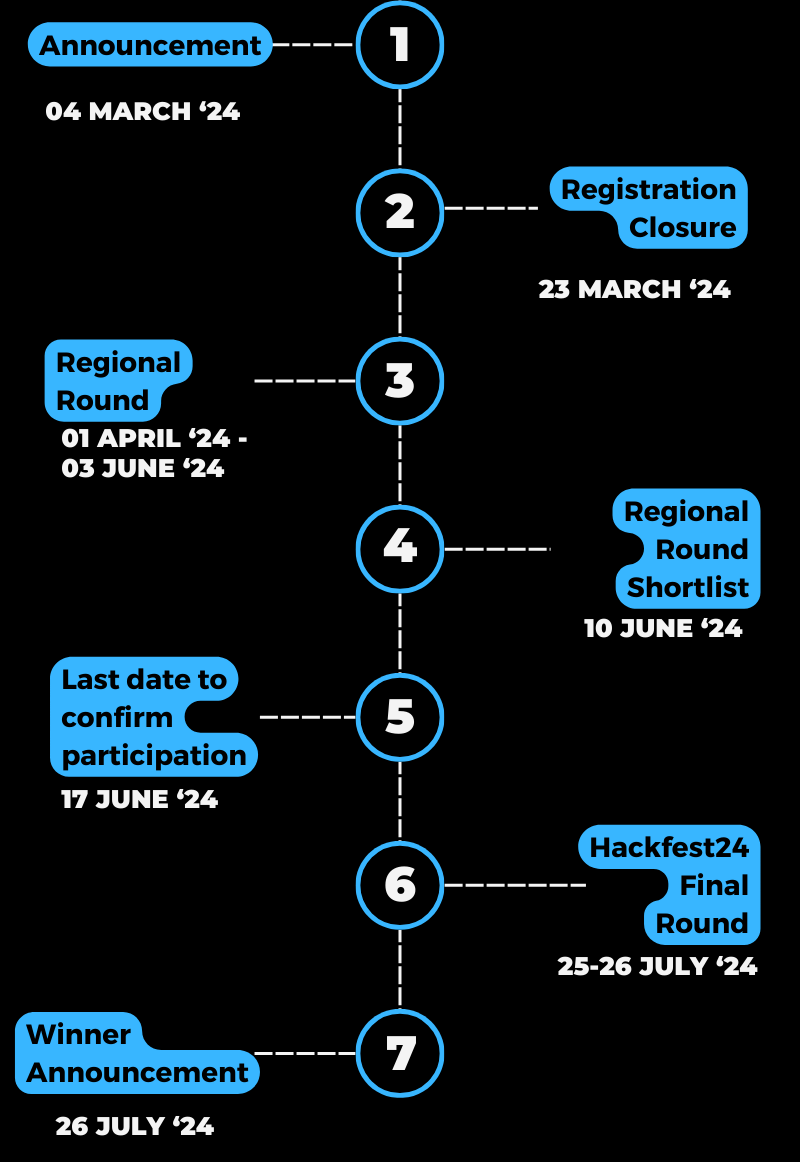 1
Announcement
04 MARCH ‘24
2
Registration
Closure
23 MARCH ‘24
3
Regional
Round
01 APRIL ‘24 -
03 JUNE ‘24
4
Regional
Round
Shortlist
10 JUNE ‘24
5
Last date to
confirm
participation
17 JUNE ‘24
6
Hackfest24
Final
Round
25-26 JULY ‘24
7
Winner
Announcement
26 JULY ‘24